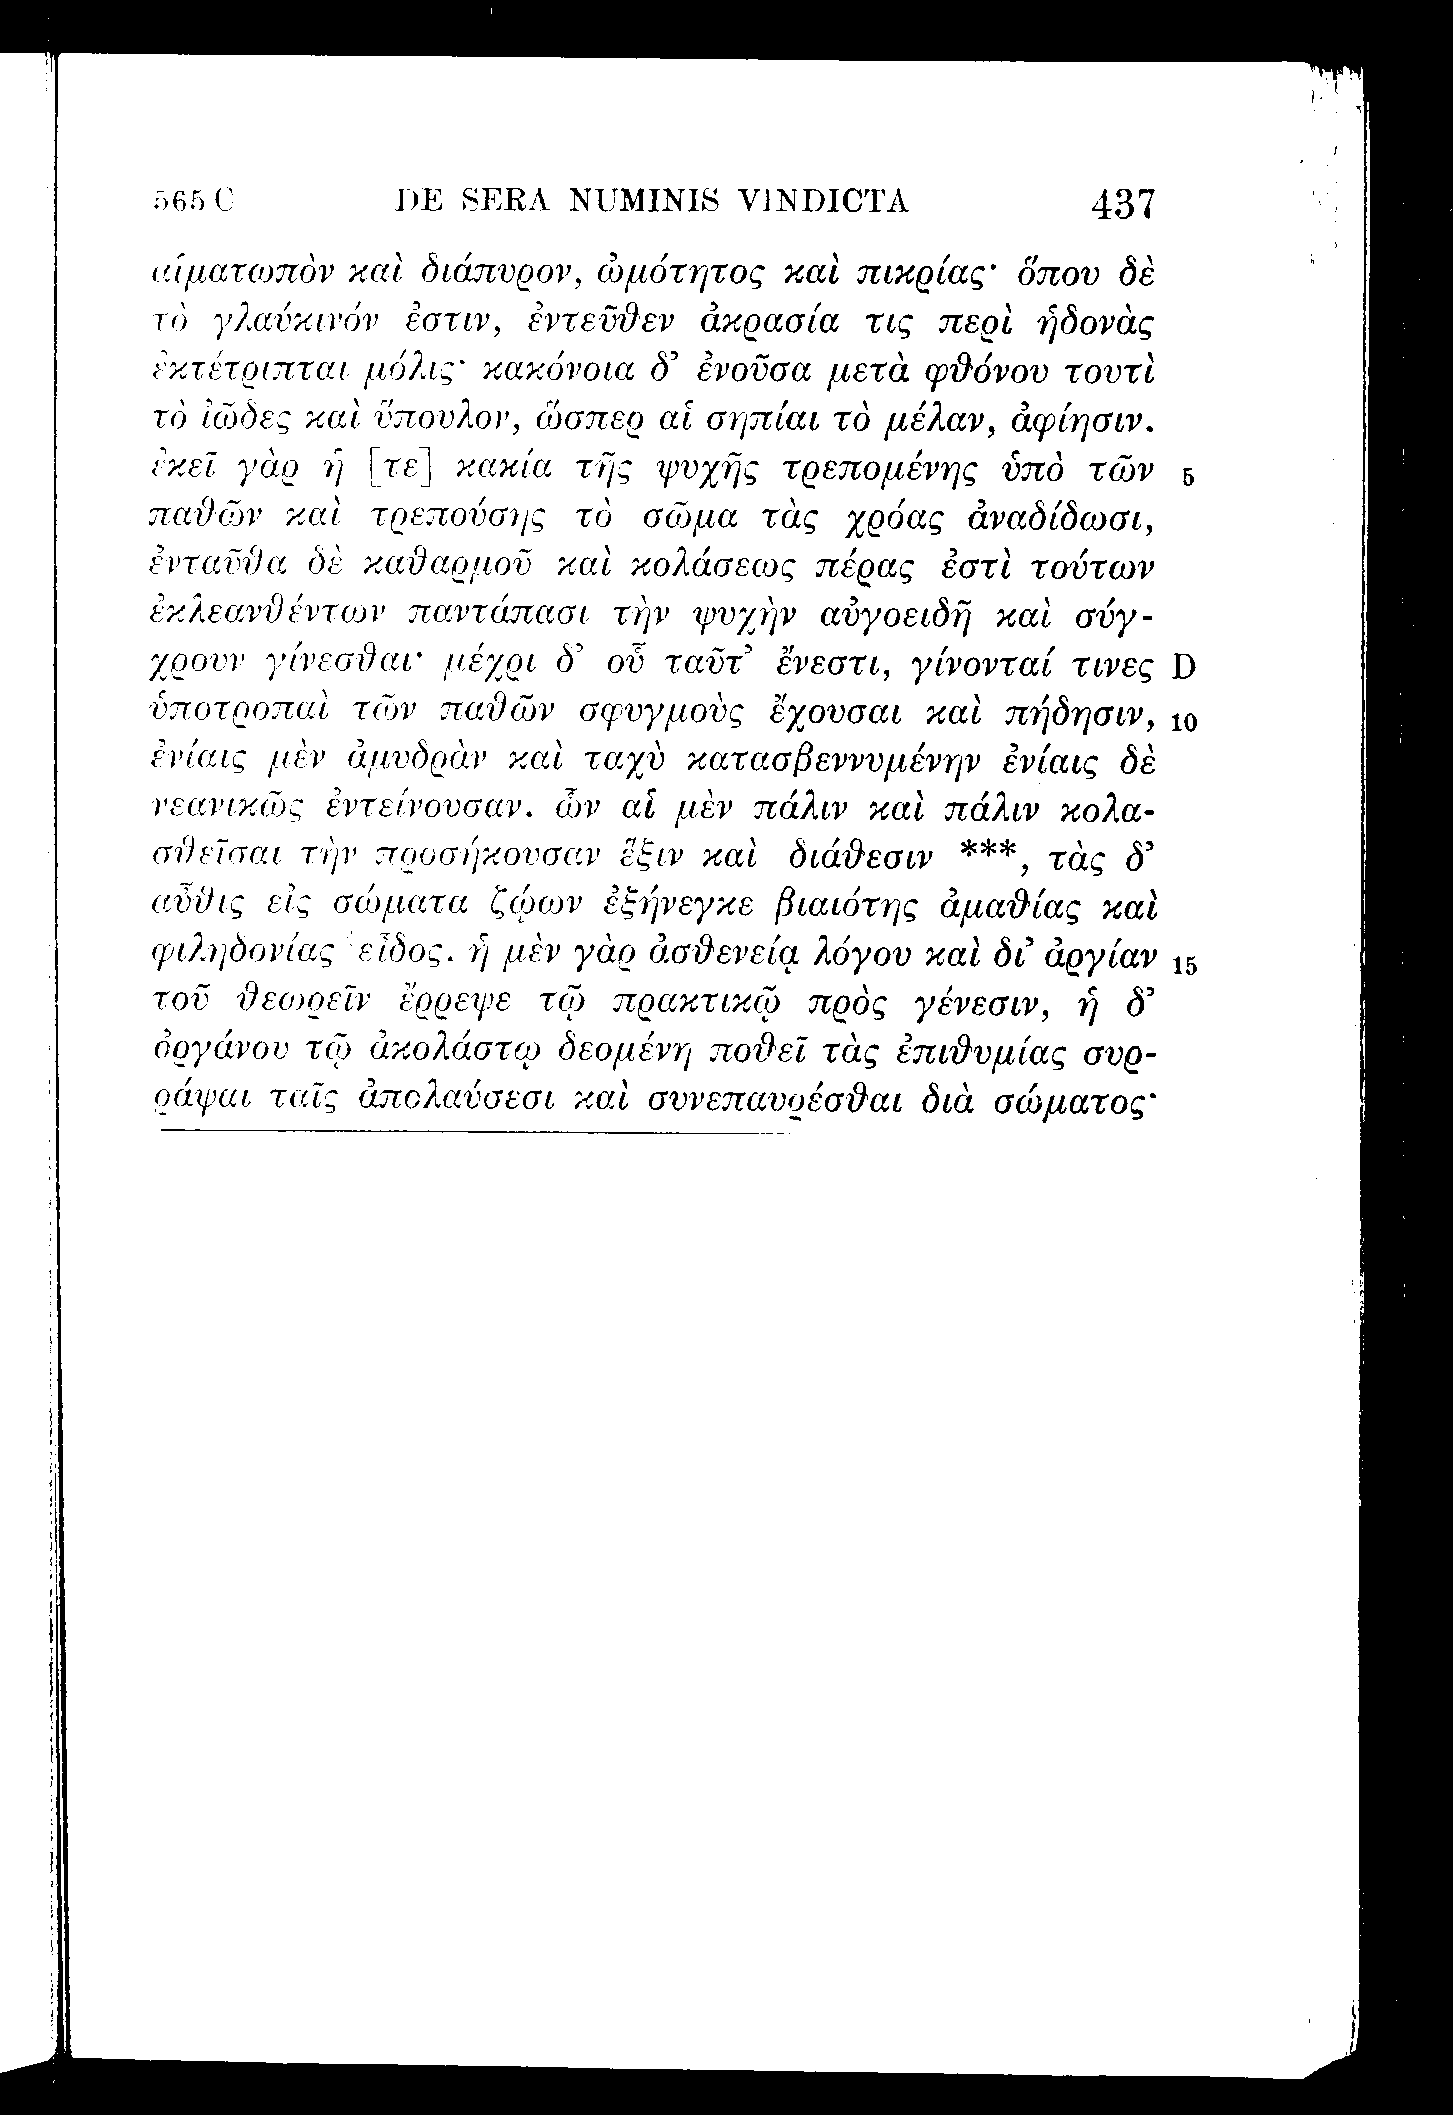 565 C DE SERA NUMINIS VINDICTA 437
αἱματωπὸν καὶ διάπυρον, ὠμότητος καὶ πικρίας· ὅπου δὲ
τὸ γλαύκινόν ἐστιν, ἐντεῦθεν ἀκρασία τις περὶ ἡδονὰς
ἐκτέτριπται μόλις· κακόνοια δ’ ἐνοῦσα μετὰ φθόνου τουτὶ
τὸ ἰῶδες καὶ ὕπουλον, ὥσπερ αἱ σηπίαι τὸ μέλαν, ἀφίησιν.
ἐκεῖ γὰρ ἡ [τε] κακία τῆς ψυχῆς τρεπομένης ὑπὸ τῶν 5
παθῶν καὶ τρεπούσης τὸ σῶμα τὰς χρόας ἀναδίδωσι,
ἐνταῦθα δὲ καθαρμοῦ καὶ κολάσεως πέρας ἐστὶ τούτων
ἐκλεανθέντων παντάπασι τὴν ψυχὴν αὐγοειδῆ καὶ σύγ-
χρουν γίνεσθαι· μέχρι δ’ οὗ ταῦτ’ ἔνεστι, γίνονταί τινες D
ὑποτροπαὶ τῶν παθῶν σφυγμοὺς ἔχουσαι καὶ πήδησιν, 10
ἐνίαις μὲν ἀμυδρὰν καὶ ταχὺ κατασβεννυμένην ἐνίαις δὲ
νεανικῶς ἐντείνουσαν. ὧν αἱ μὲν πάλιν καὶ πάλιν κολα-
σθεῖσαι τὴν προσήκουσαν ἕξιν καὶ διάθεσιν ***, τὰς δ’
αὖθις εἰς σώματα ζῴων ἐξήνεγκε βιαιότης ἀμαθίας καὶ
φιληδονίας εἶδος. ἡ μὲν γὰρ ἀσθενείᾳ λόγου καὶ δι’ ἀργίαν 15
τοῦ θεωρεῖν ἔρρεψε τῷ πρακτικῷ πρὸς γένεσιν, ἡ δ’
ὀργάνου τῷ ἀκολάστῳ δεομένη ποθεῖ τὰς ἐπιθυμίας συρ-
ράψαι ταῖς ἀπολαύσεσι καὶ συνεπαυρέσθαι διὰ σώματος·